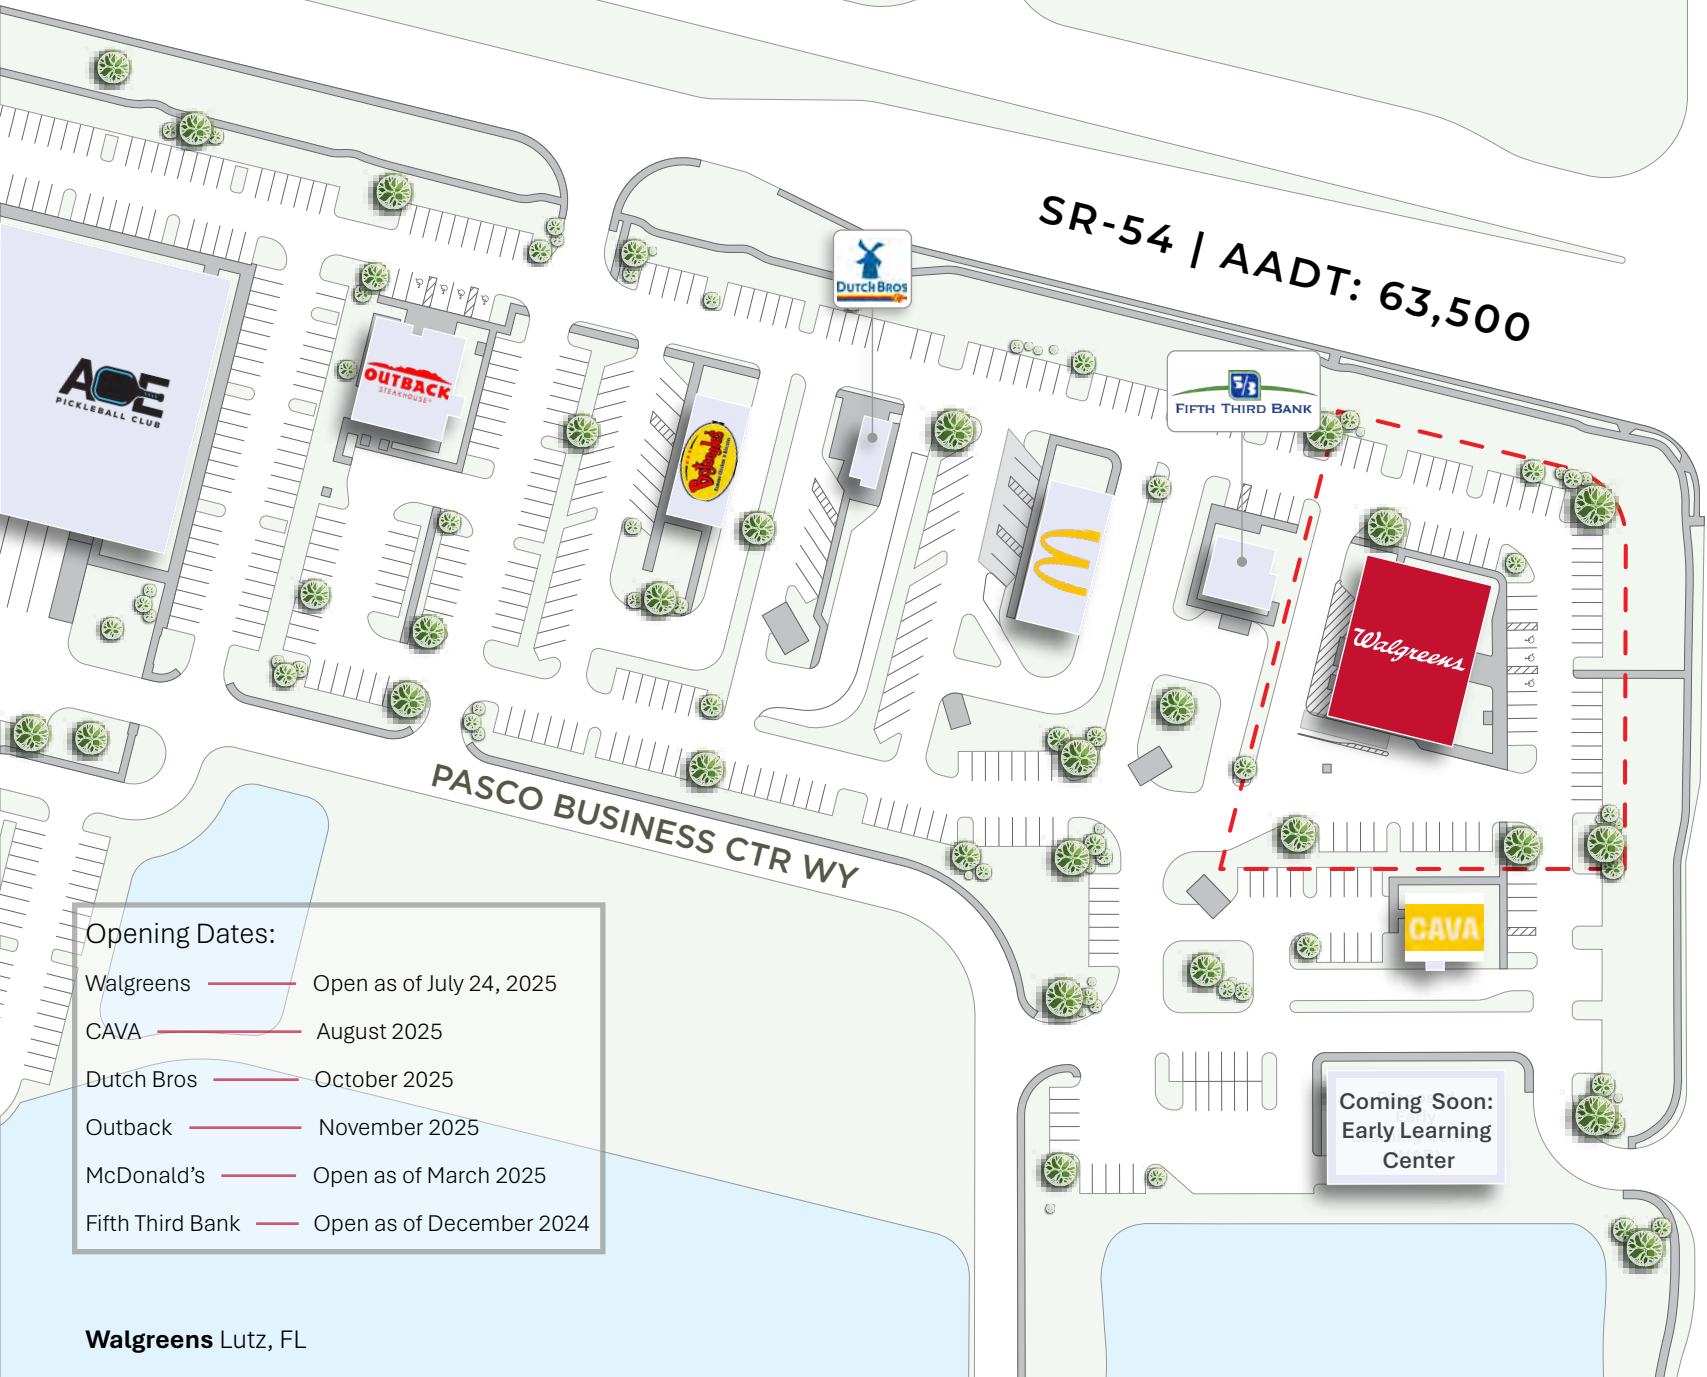 SR-54 | AADT: 63,500
DUTCH BROS
FIFTH THIRD BANK
ACE
PICKLEBALL CLUB
OUTBACK
STEAKHOUSE
Bojangles
Walgreens
PASCO BUSINESS CTR WY
CAVA
Opening Dates:
Walgreens Open as of July 24, 2025
CAVA August 2025
Dutch Bros October 2025
Outback November 2025
McDonald's Open as of March 2025
Fifth Third Bank Open as of December 2024
Coming Soon:
Early Learning
Center
Walgreens Lutz, FL